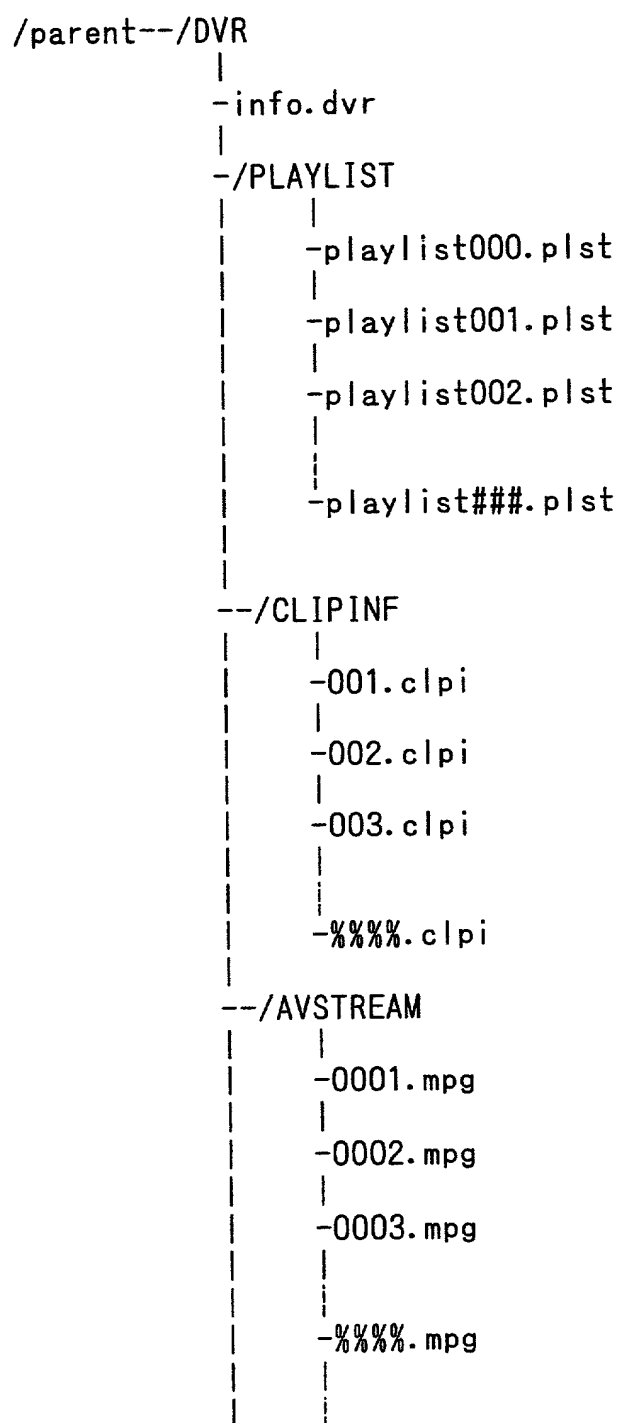 /parent--/DVR
-info.dvr
-/PLAYLIST
-playlist000.plst
-playlist001.plst
-playlist002.plst
-playlist###.plst
--/CLIPINF
-001.clpi
-002.clpi
-003.clpi
-%%%%.clpi
--/AVSTREAM
-0001.mpg
-0002.mpg
-0003.mpg
-%%%%.mpg